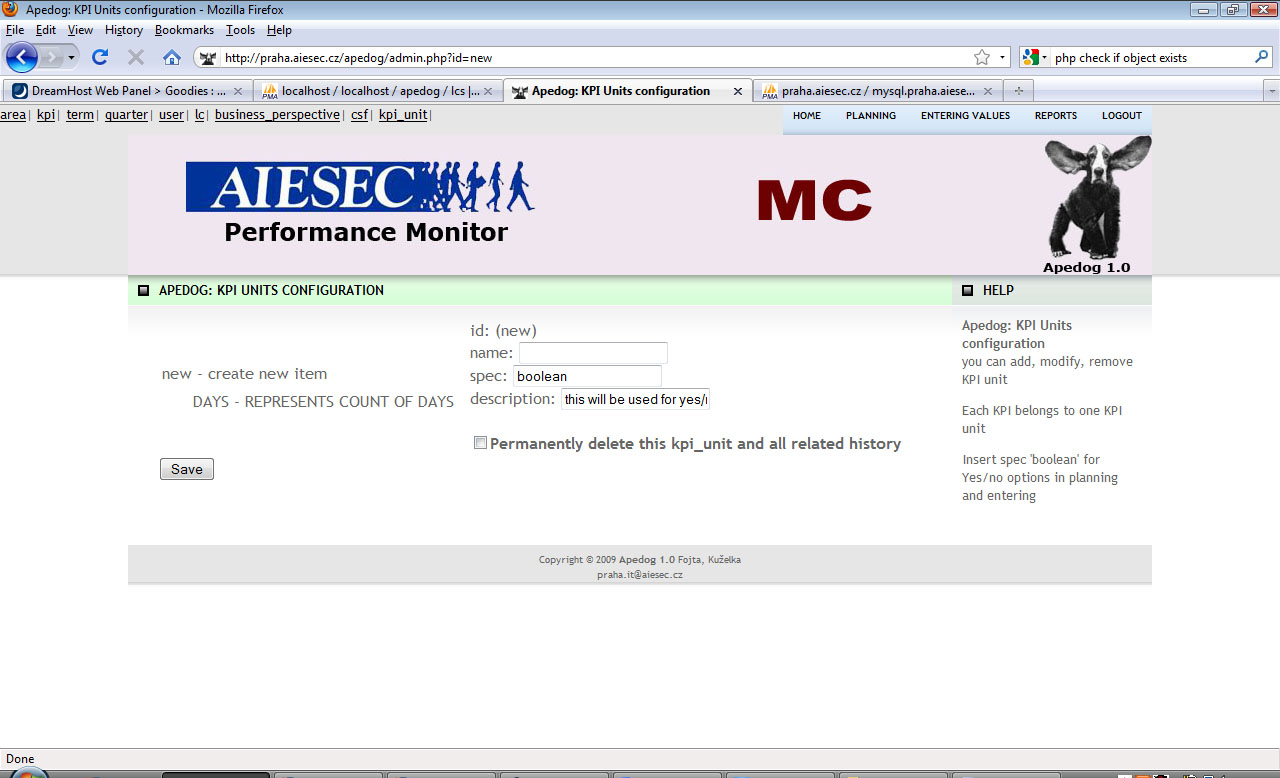 Apedog: KPI Units configuration - Mozilla Firefox
File Edit View History Bookmarks Tools Help
http://praha.aiesec.cz/apedog/admin.php?id=new
php check if object exists
DreamHost Web Panel > Goodies : ...
localhost / localhost / apedog / lcs |...
Apedog: KPI Units configuration
praha.aiesec.cz / mysql.praha.aiese...
area| kpi| term| quarter| user| lc| business_perspective| csf| kpi_unit|
HOME PLANNING ENTERING VALUES REPORTS LOGOUT
AIESEC
Performance Monitor
MC
Apedog 1.0
APEDOG: KPI UNITS CONFIGURATION
new - create new item
DAYS - REPRESENTS COUNT OF DAYS
id: (new)
name:
spec: boolean
description: this will be used for yes/
Permanently delete this kpi_unit and all related history
Save
HELP
Apedog: KPI Units
configuration
you can add, modify, remove
KPI unit
Each KPI belongs to one KPI
unit
Insert spec 'boolean' for
Yes/no options in planning
and entering
Copyright © 2009 Apedog 1.0 Fojta, Kuželka
praha.it@aiesec.cz
Done